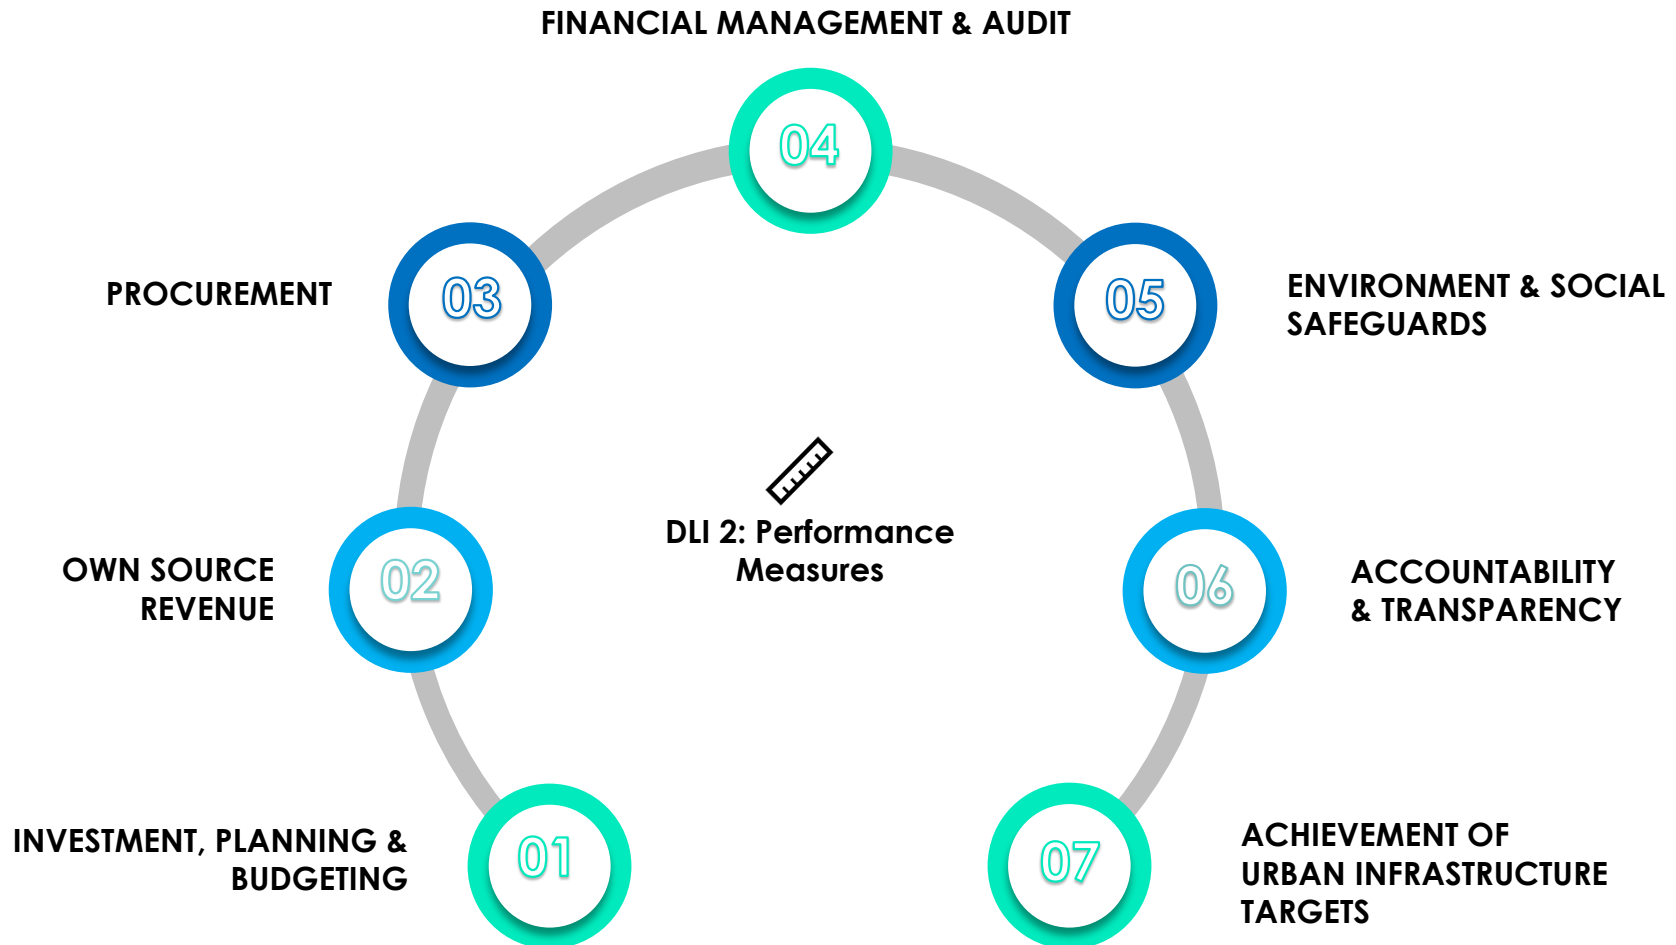 FINANCIAL MANAGEMENT & AUDIT
04
PROCUREMENT
03
05
ENVIRONMENT & SOCIAL
SAFEGUARDS
DLI 2: Performance
Measures
OWN SOURCE
REVENUE
02
06
ACCOUNTABILITY
& TRANSPARENCY
INVESTMENT, PLANNING &
BUDGETING
01
07
ACHIEVEMENT OF
URBAN INFRASTRUCTURE
TARGETS